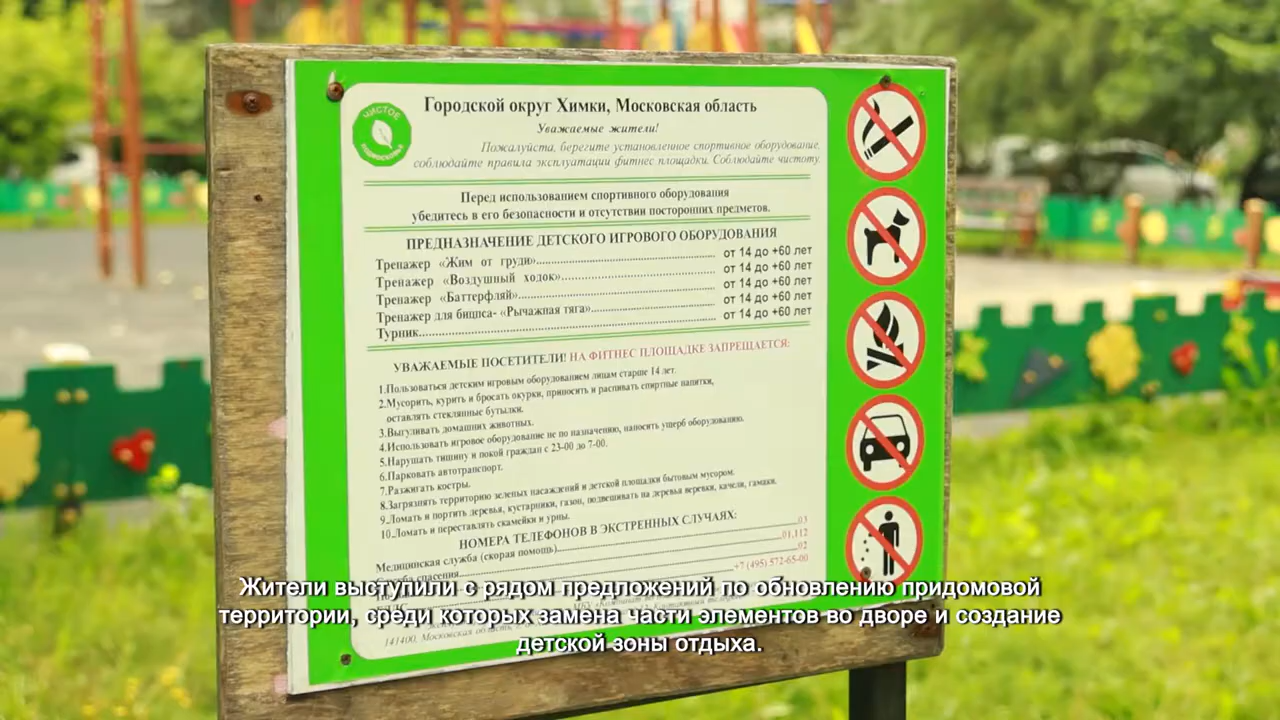 ЧИСТОЕ
ПОДМОСКОВЬЕ
Городской округ Химки, Московская область
Уважаемые жители!
Пожалуйста, берегите установленное спортивное оборудование,
соблюдайте правила эксплуатации фитнес площадки. Соблюдайте чистоту.
Перед использованием спортивного оборудования
убедитесь в его безопасности и отсутствии посторонних предметов.
ПРЕДНАЗНАЧЕНИЕ ДЕТСКОГО ИГРОВОГО ОБОРУДОВАНИЯ
Тренажер «Жим от груди»........ от 14 до +60 лет
Тренажер «Воздушный ходок»........ от 14 до +60 лет
Тренажер «Баттерфляй»........ от 14 до +60 лет
Тренажер для бицпса- «Рычажная тяга»........ от 14 до +60 лет
Турник........ от 14 до +60 лет
УВАЖАЕМЫЕ ПОСЕТИТЕЛИ! НА ФИТНЕС ПЛОЩАДКЕ ЗАПРЕЩАЕТСЯ:
1.Пользоваться детским игровым оборудованием лицам старше 14 лет.
2.Мусорить, курить и бросать окурки, приносить и распивать спиртные напитки,
оставлять стеклянные бутылки.
3.Выгуливать домашних животных.
4.Использовать игровое оборудование не по назначению, наносить ущерб оборудованию.
5.Нарушать тишину и покой граждан с 23-00 до 7-00.
6.Парковать автотранспорт.
7.Разжигать костры.
8.Загрязнять территорию зеленых насаждений и детской площадки бытовым мусором.
9.Ломать и портить деревья, кустарники, газон, подвешивать на деревья веревки, качели, гамаки.
10.Ломать и переставлять скамейки и урны.
НОМЕРА ТЕЛЕФОНОВ В ЭКСТРЕННЫХ СЛУЧАЯХ:
Медицинская служба (скорая помощь)........ 03
спасения........ 01,112
02
+7 (495) 572-65-00
141400, Московская область,
Жители выступили с рядом предложений по обновлению придомовой
территории, среди которых замена части элементов во дворе и создание
детской зоны отдыха.